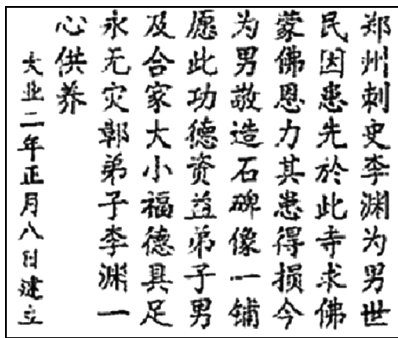 郑州刺史李渊为男世
民因患先於此寺求佛
蒙佛恩力其患得损今
为男敬造石碑像一铺
愿此功德资益弟子男
及合家大小福德具足
永无灾鄣弟子李渊一
心供养
大业二年正月八日建立